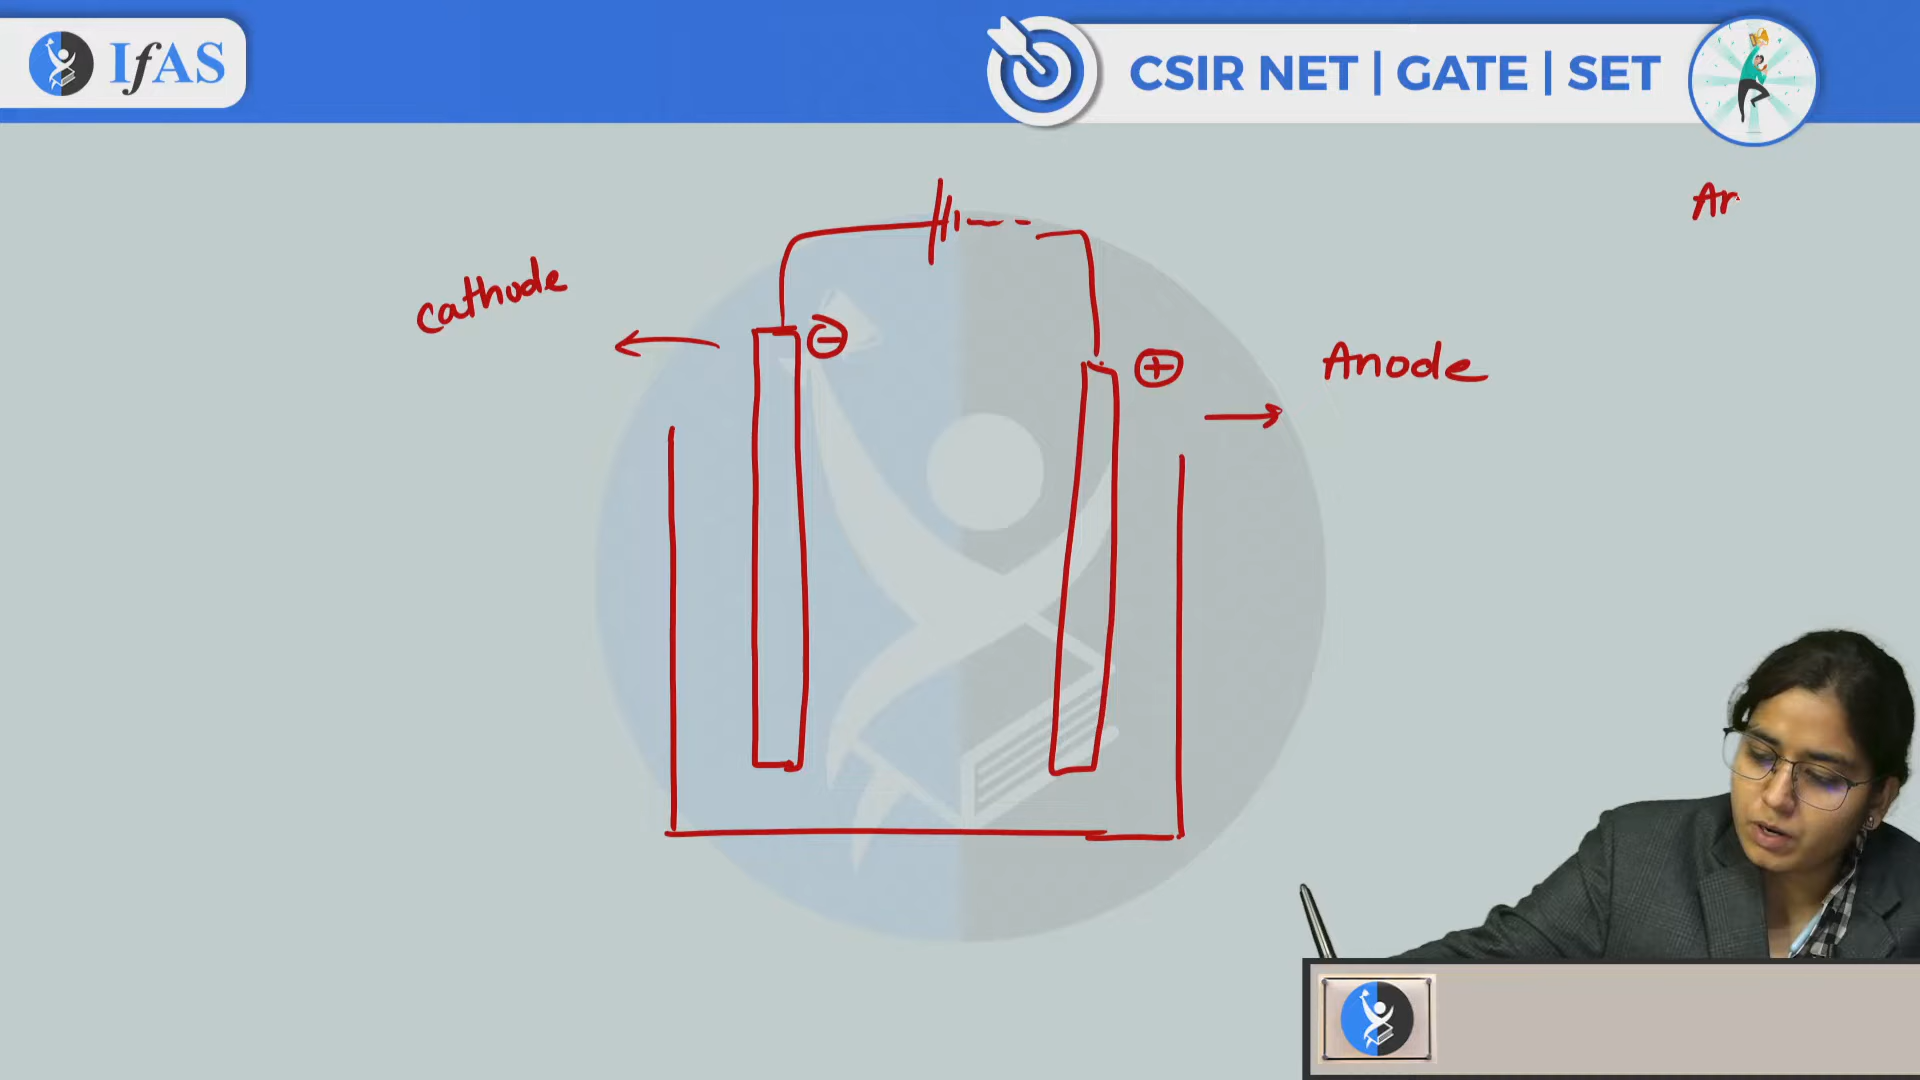 IfAS
CSIR NET | GATE | SET
Ar
cathode
Anode